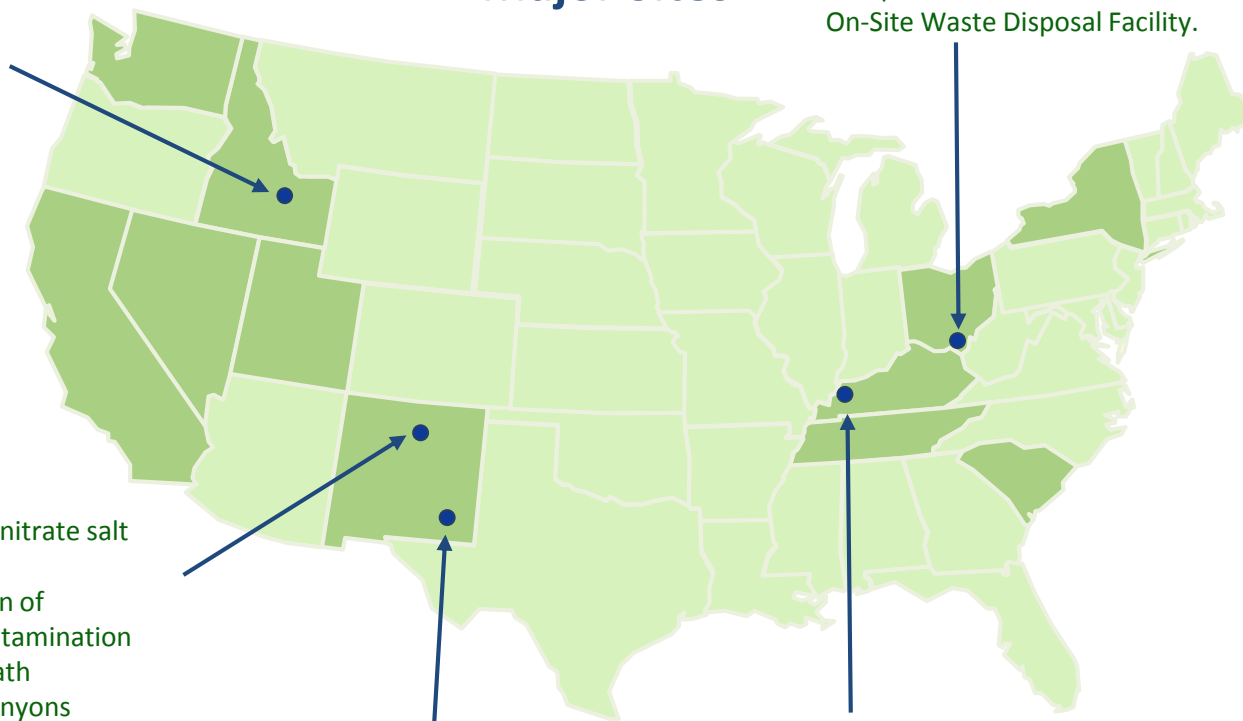 On-Site Waste Disposal Facility.
nitrate salt
n of
tamination
ath
nyons